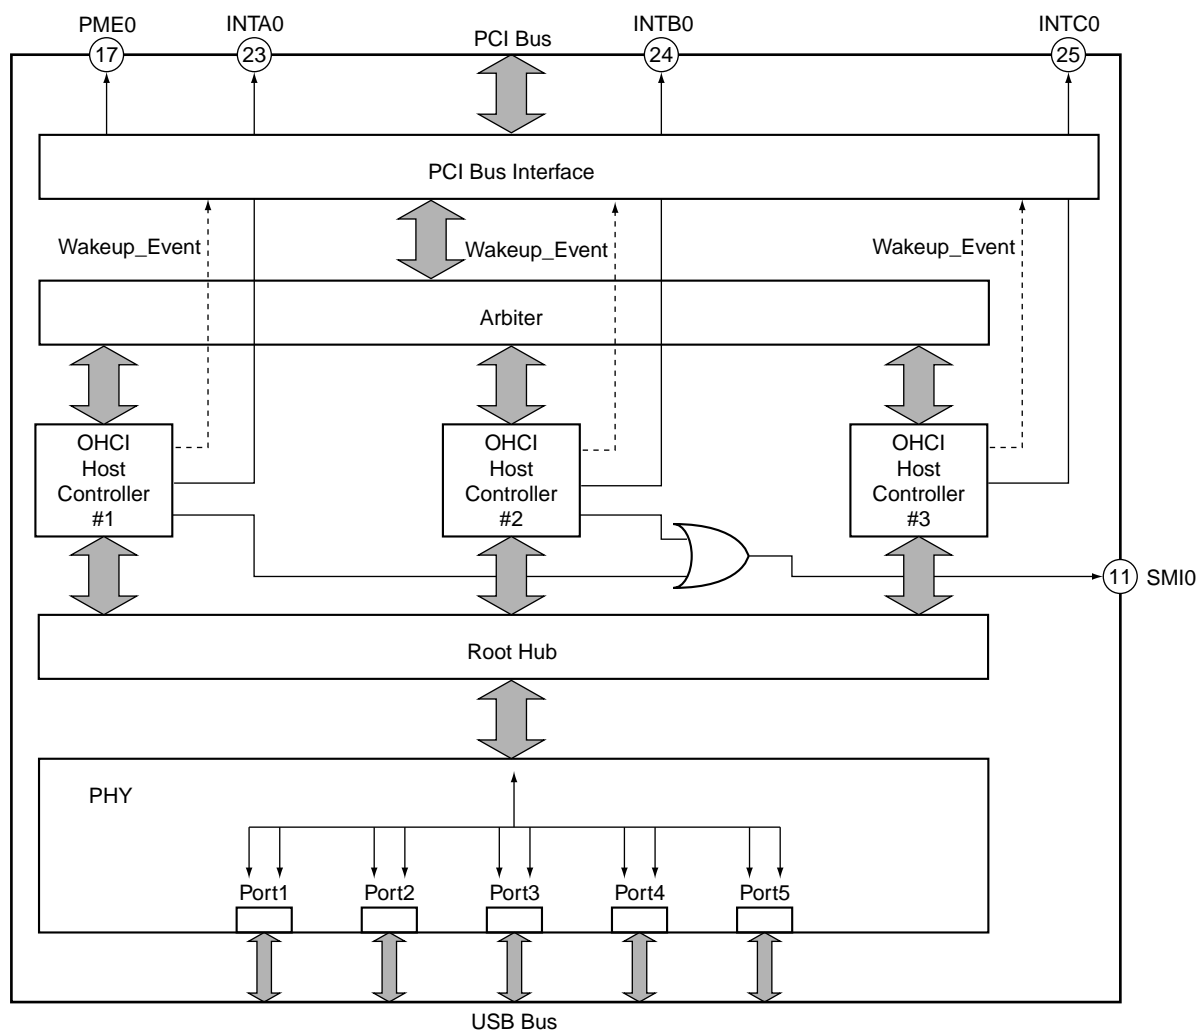 PME0
INTA0
PCI Bus
INTB0
INTC0
17
23
24
25
PCI Bus Interface
Wakeup_Event
Wakeup_Event
Wakeup_Event
Arbiter
OHCI
Host
Controller
#1
OHCI
Host
Controller
#2
OHCI
Host
Controller
#3
11
SMI0
Root Hub
PHY
Port1
Port2
Port3
Port4
Port5
USB Bus